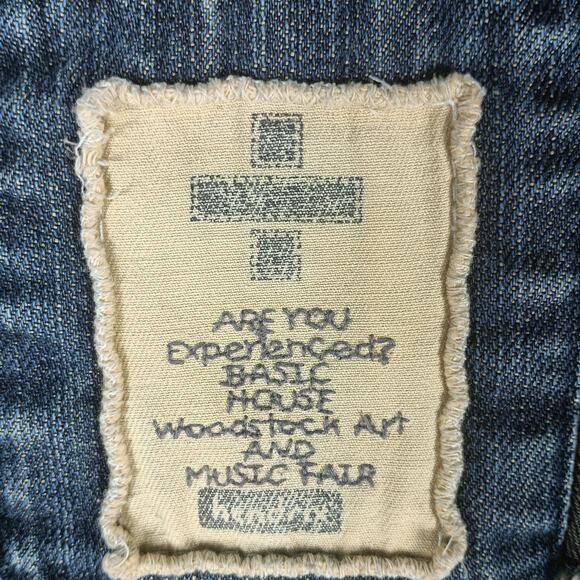 ARE YOU
Experienced?
BASIC
HOUSE
Woodstock Art
AND
MUSIC FAIR